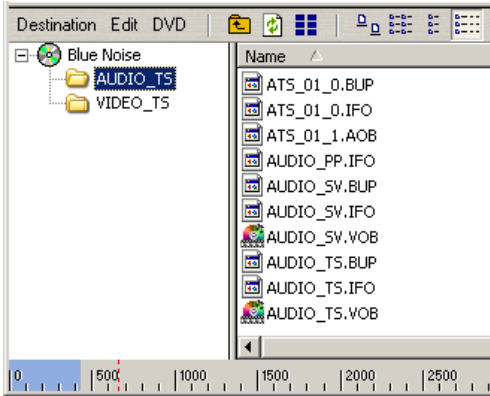 Destination Edit DVD
Blue Noise
AUDIO_TS
VIDEO_TS
Name
ATS_01_0.BUP
ATS_01_0.IFO
ATS_01_1.AOB
AUDIO_PP.IFO
AUDIO_SV.BUP
AUDIO_SV.IFO
AUDIO_SV.VOB
AUDIO_TS.BUP
AUDIO_TS.IFO
AUDIO_TS.VOB
0 500 1000 1500 2000 2500